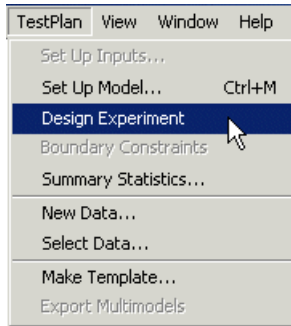 TestPlan View Window Help
Set Up Inputs...
Set Up Model... Ctrl+M
Design Experiment
Boundary Constraints
Summary Statistics...
New Data...
Select Data...
Make Template...
Export Multimodels